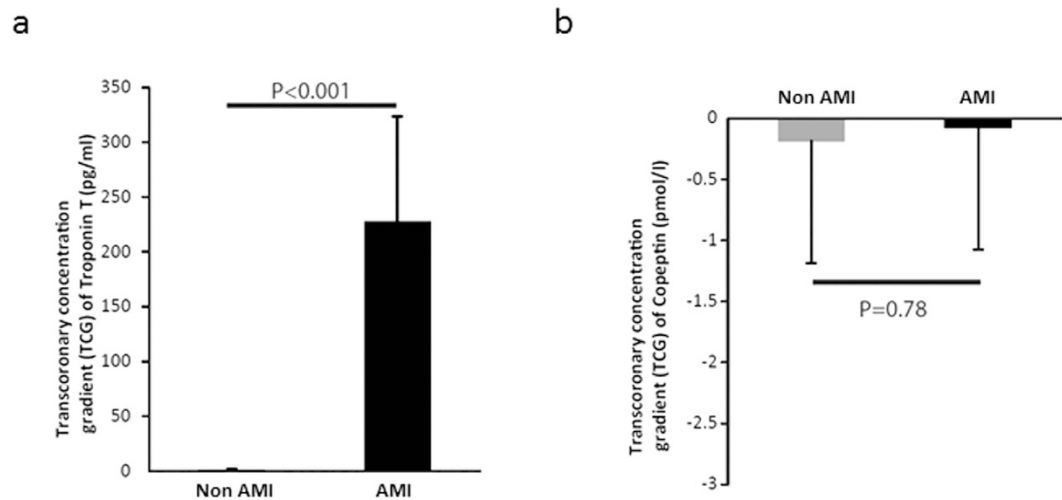 a
P<0.001
350
300
250
200
150
100
50
0
Transcoronary concentration
gradient (TCG) of Troponin T (pg/ml)
Non AMI
AMI
b
Non AMI
AMI
0
-0.5
-1
-1.5
-2
-2.5
-3
Transcoronary concentration
gradient (TCG) of Copeptin (pmol/l)
P=0.78